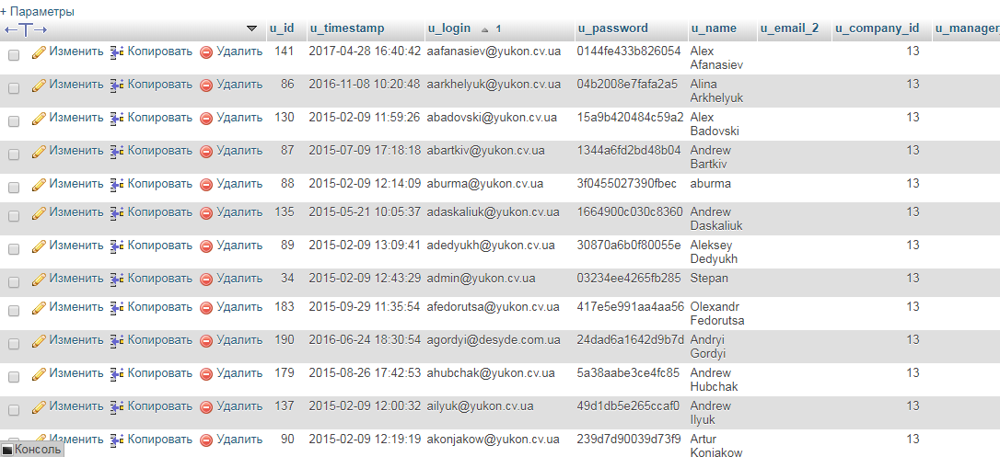 + Параметры
u_id u_timestamp u_login 1 u_password u_name u_email_2 u_company_id u_manager
Изменить Копировать Удалить 141 2017-04-28 16:40:42 aafanasiev@yukon.cv.ua 0144fe433b826054 Alex 13
Afanasiev
Изменить Копировать Удалить 86 2016-11-08 10:20:48 aarkhelyuk@yukon.cv.ua 04b2008e7fafa2a5 Alina 13
Arkhelyuk
Изменить Копировать Удалить 130 2015-02-09 11:59:26 abadovski@yukon.cv.ua 15a9b420484c59a2 Alex 13
Badovski
Изменить Копировать Удалить 87 2015-07-09 17:18:18 abartkiv@yukon.cv.ua 1344a6fd2bd48b04 Andrew 13
Bartkiv
Изменить Копировать Удалить 88 2015-02-09 12:14:09 aburma@yukon.cv.ua 3f0455027390fbec aburma 13
Изменить Копировать Удалить 135 2015-05-21 10:05:37 adaskaliuk@yukon.cv.ua 1664900c030c8360 Andrew 13
Daskaliuk
Изменить Копировать Удалить 89 2015-02-09 13:09:41 adedyukh@yukon.cv.ua 30870a6b0f80055e Aleksey 13
Dedyukh
Изменить Копировать Удалить 34 2015-02-09 12:43:29 admin@yukon.cv.ua 03234ee4265fb285 Stepan 13
Изменить Копировать Удалить 183 2015-09-29 11:35:54 afedorutsa@yukon.cv.ua 417e5e991aa4aa56 Olexandr 13
Fedorutsa
Изменить Копировать Удалить 190 2016-06-24 18:30:54 agordyi@desyde.com.ua 24dad6a1642d9b7d Andryi 13
Gordyi
Изменить Копировать Удалить 179 2015-08-26 17:42:53 ahubchak@yukon.cv.ua 5a38aabe3ce4fc85 Andrew 13
Hubchak
Изменить Копировать Удалить 137 2015-02-09 12:00:32 ailyuk@yukon.cv.ua 49d1db5e265ccaf0 Andrew 13
Ilyuk
Изменить Копировать Удалить 90 2015-02-09 12:19:19 akonjakow@yukon.cv.ua 239d7d90039d73f9 Artur 13
Консоль Koniakow